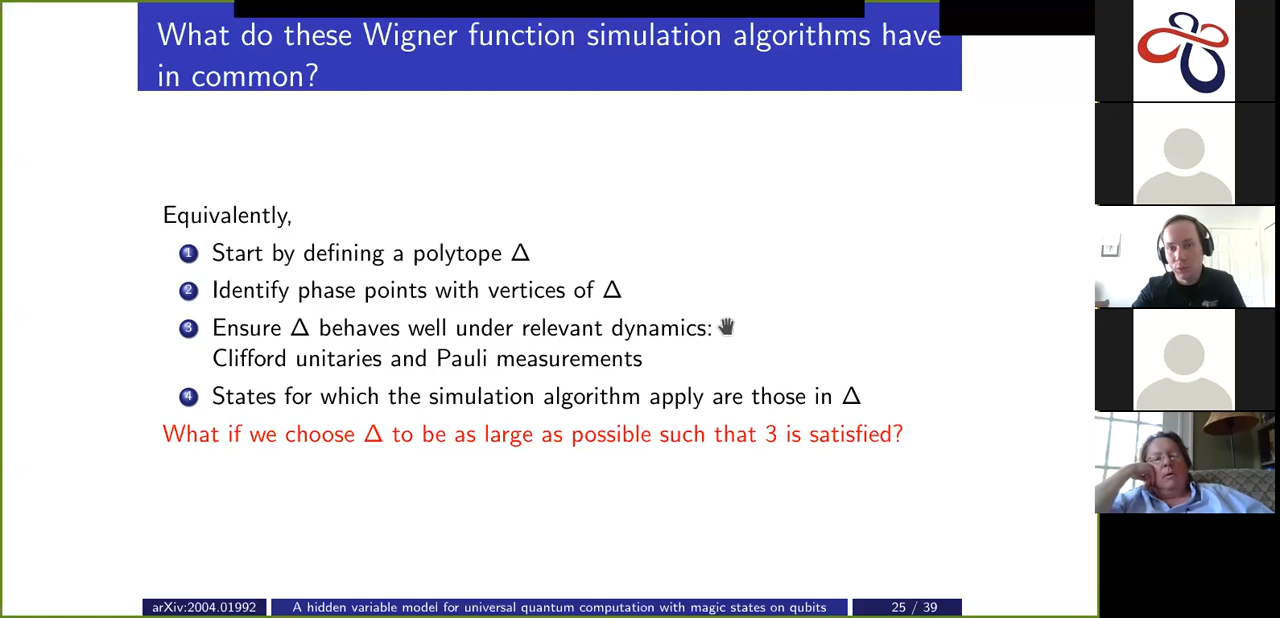 What do these Wigner function simulation algorithms have
in common?
Equivalently,
1 Start by defining a polytope Δ
2 Identify phase points with vertices of Δ
3 Ensure Δ behaves well under relevant dynamics:
Clifford unitaries and Pauli measurements
4 States for which the simulation algorithm apply are those in Δ
What if we choose Δ to be as large as possible such that 3 is satisfied?
arXiv:2004.01992 A hidden variable model for universal quantum computation with magic states on qubits 25 / 39